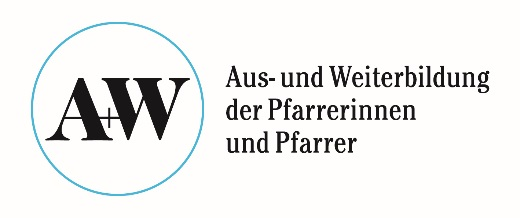 A+W
Aus- und Weiterbildung
der Pfarrerinnen
und Pfarrer